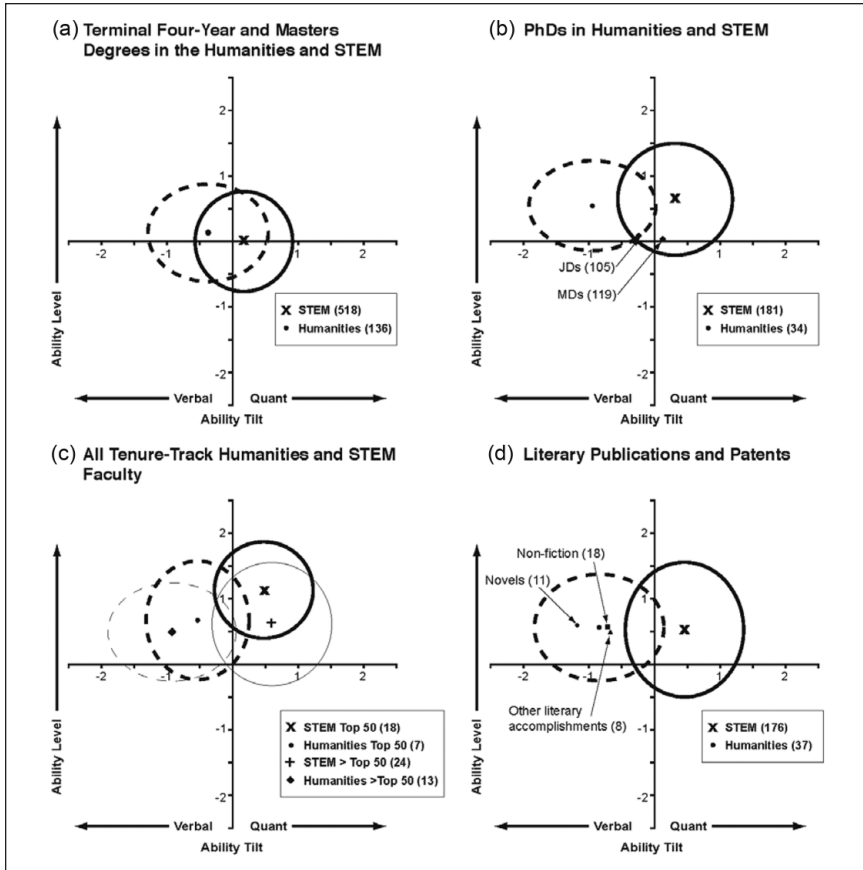 (a) Terminal Four-Year and Masters
Degrees in the Humanities and STEM
2
1
-2
-1
1
2
-1
-2
Ability Level
X STEM (518)
• Humanities (136)
Verbal Quant
Ability Tilt
(b) PhDs in Humanities and STEM
2
1
-2
-1
1
2
JDs (105)
MDs (119)
-1
-2
Ability Level
X STEM (181)
• Humanities (34)
Verbal Quant
Ability Tilt
(c) All Tenure-Track Humanities and STEM
Faculty
2
1
-2
-1
1
2
-1
-2
Ability Level
X STEM Top 50 (18)
• Humanities Top 50 (7)
+ STEM > Top 50 (24)
◆ Humanities >Top 50 (13)
Verbal Quant
Ability Tilt
(d) Literary Publications and Patents
2
Non-fiction (18)
Novels (11)
1
-2
-1
1
2
Other literary
accomplishments (8)
-1
-2
Ability Level
X STEM (176)
• Humanities (37)
Verbal Quant
Ability Tilt